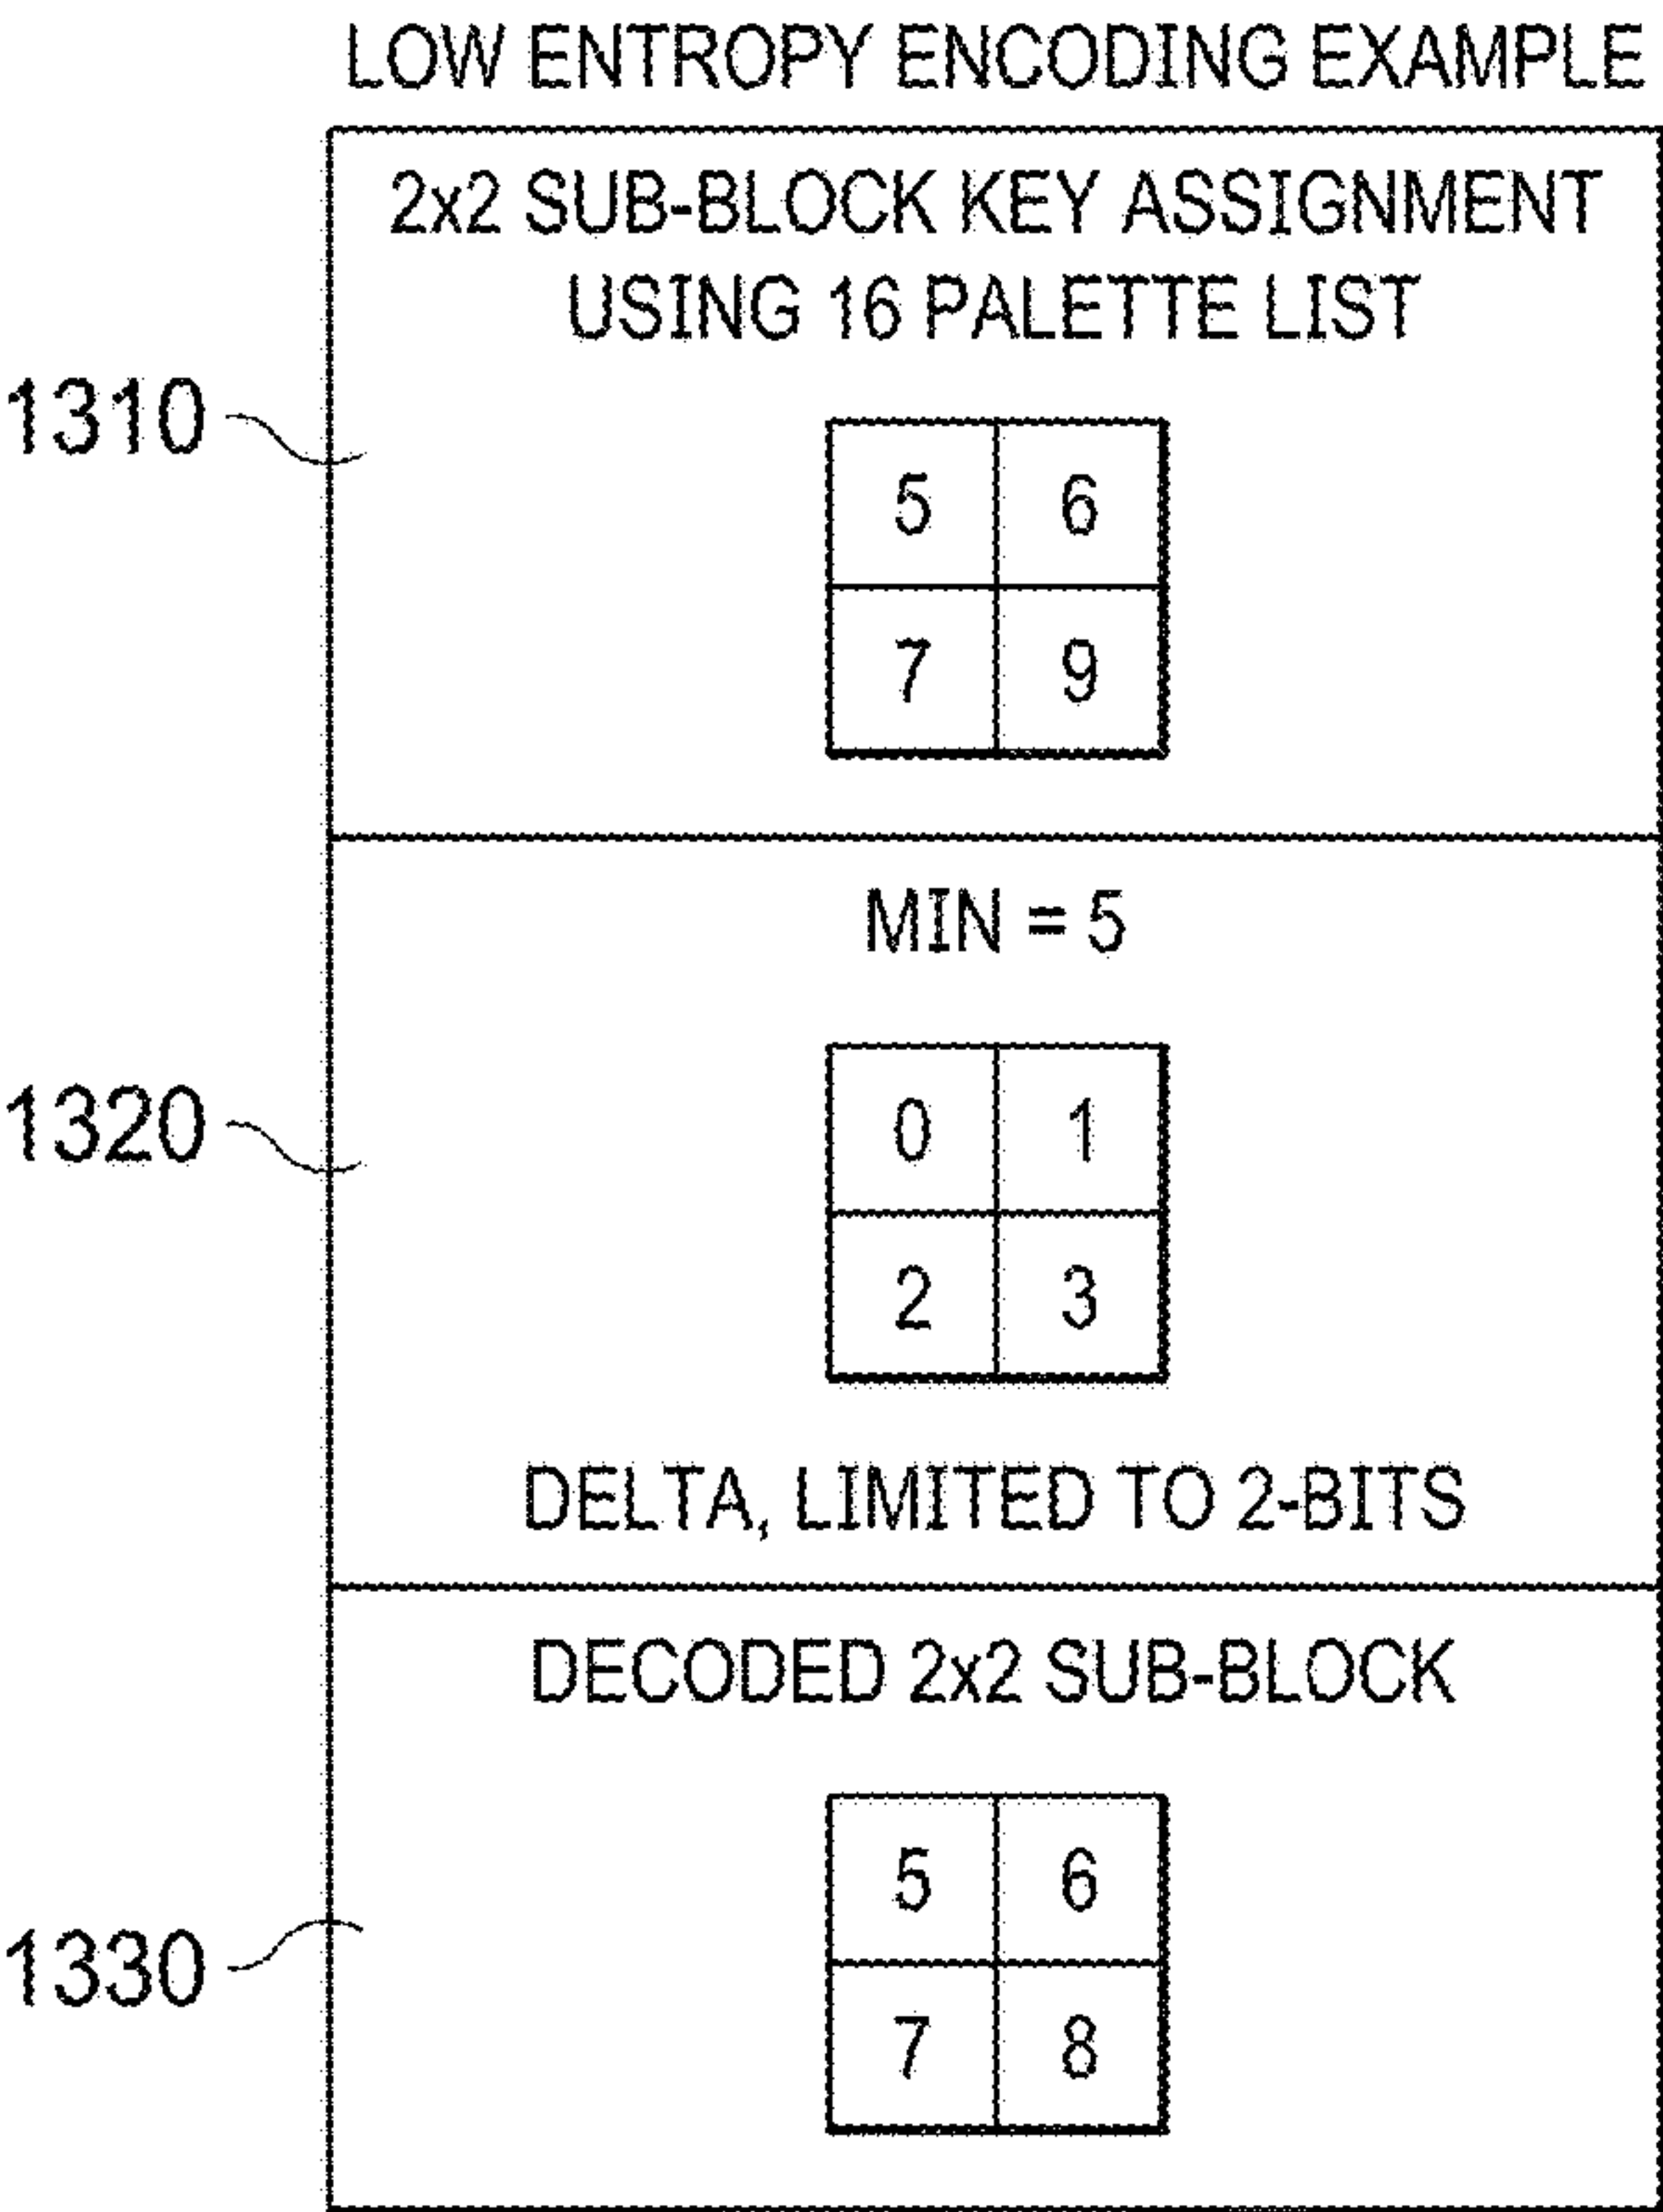 LOW ENTROPY ENCODING EXAMPLE
2x2 SUB-BLOCK KEY ASSIGNMENT
USING 16 PALETTE LIST
1310
5 6
7 9
MIN = 5
1320
0 1
2 3
DELTA, LIMITED TO 2-BITS
DECODED 2x2 SUB-BLOCK
5 6
1330
7 8